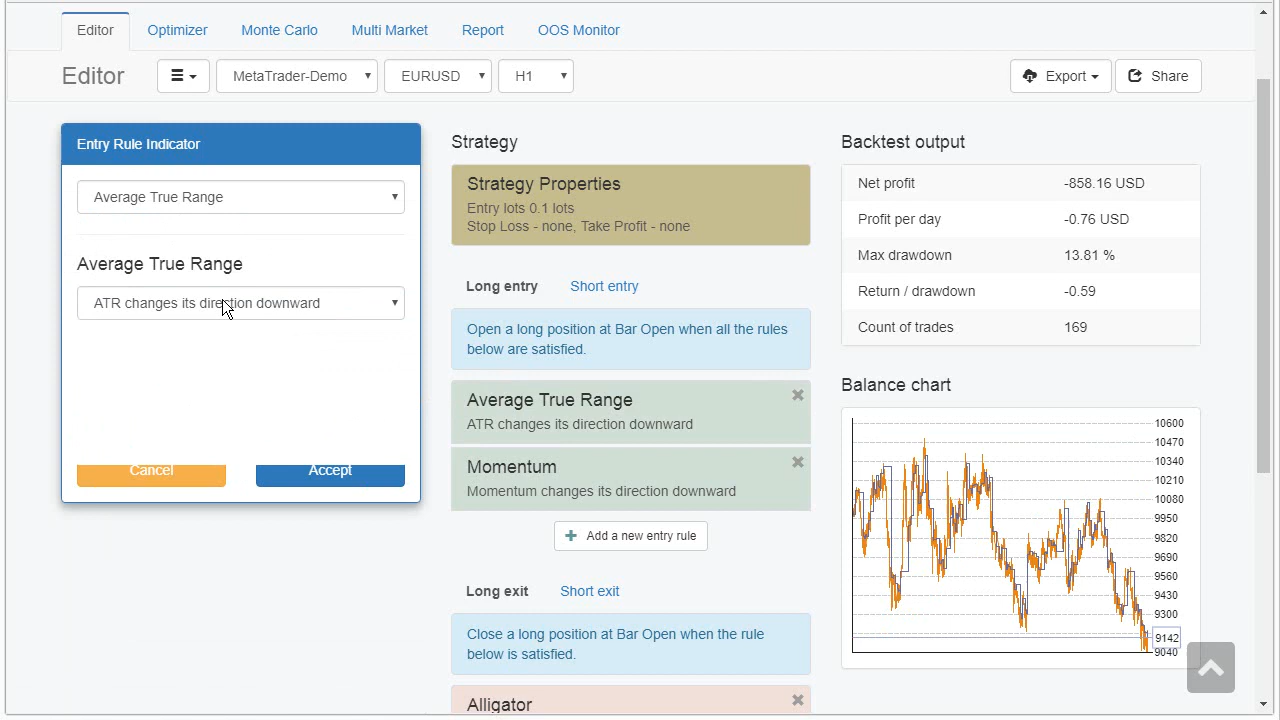 Editor
Optimizer
Monte Carlo
Multi Market
Report
OOS Monitor
Editor
MetaTrader-Demo
EURUSD
H1
Export
Share
Entry Rule Indicator
Average True Range
Average True Range
ATR changes its direction downward
Cancel
Accept
Strategy
Strategy Properties
Entry lots 0.1 lots
Stop Loss - none, Take Profit - none
Long entry
Short entry
Open a long position at Bar Open when all the rules
below are satisfied.
Average True Range
ATR changes its direction downward
Momentum
Momentum changes its direction downward
Add a new entry rule
Long exit
Short exit
Close a long position at Bar Open when the rule
below is satisfied.
Alligator
Backtest output
Net profit -858.16 USD
Profit per day -0.76 USD
Max drawdown 13.81 %
Return / drawdown -0.59
Count of trades 169
Balance chart
10600
10470
10340
10210
10080
9950
9820
9690
9560
9430
9300
9142
9040